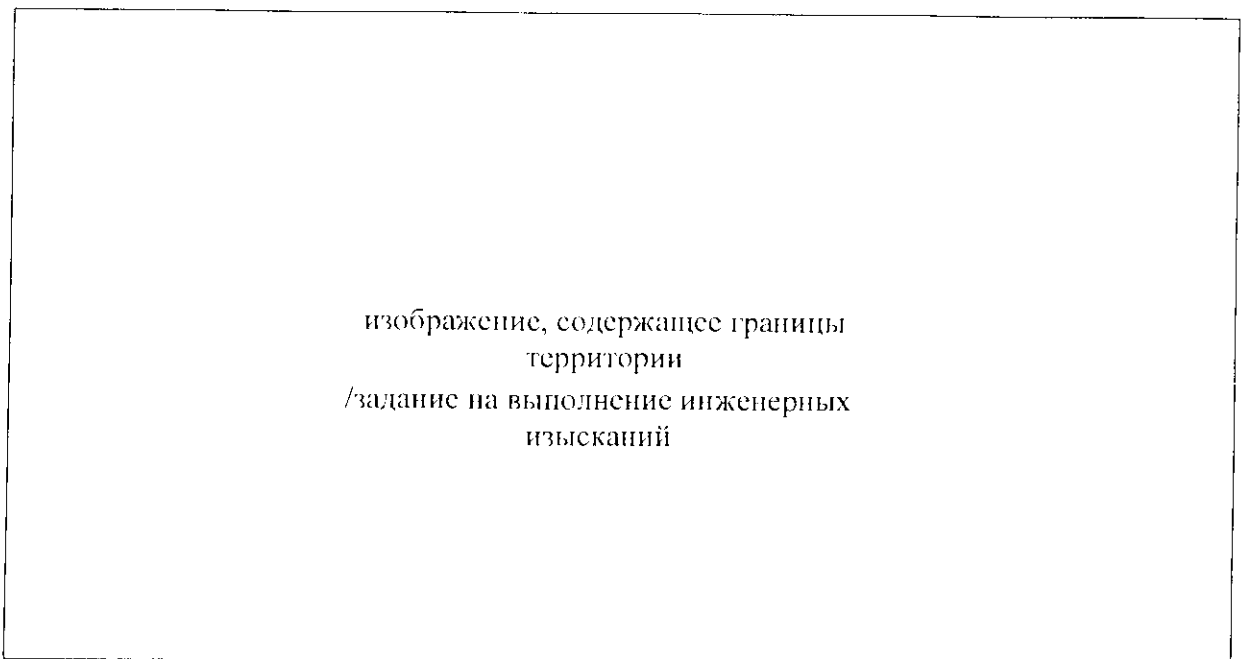 изображение, содержащее границы
территории
/задание на выполнение инженерных
изысканий